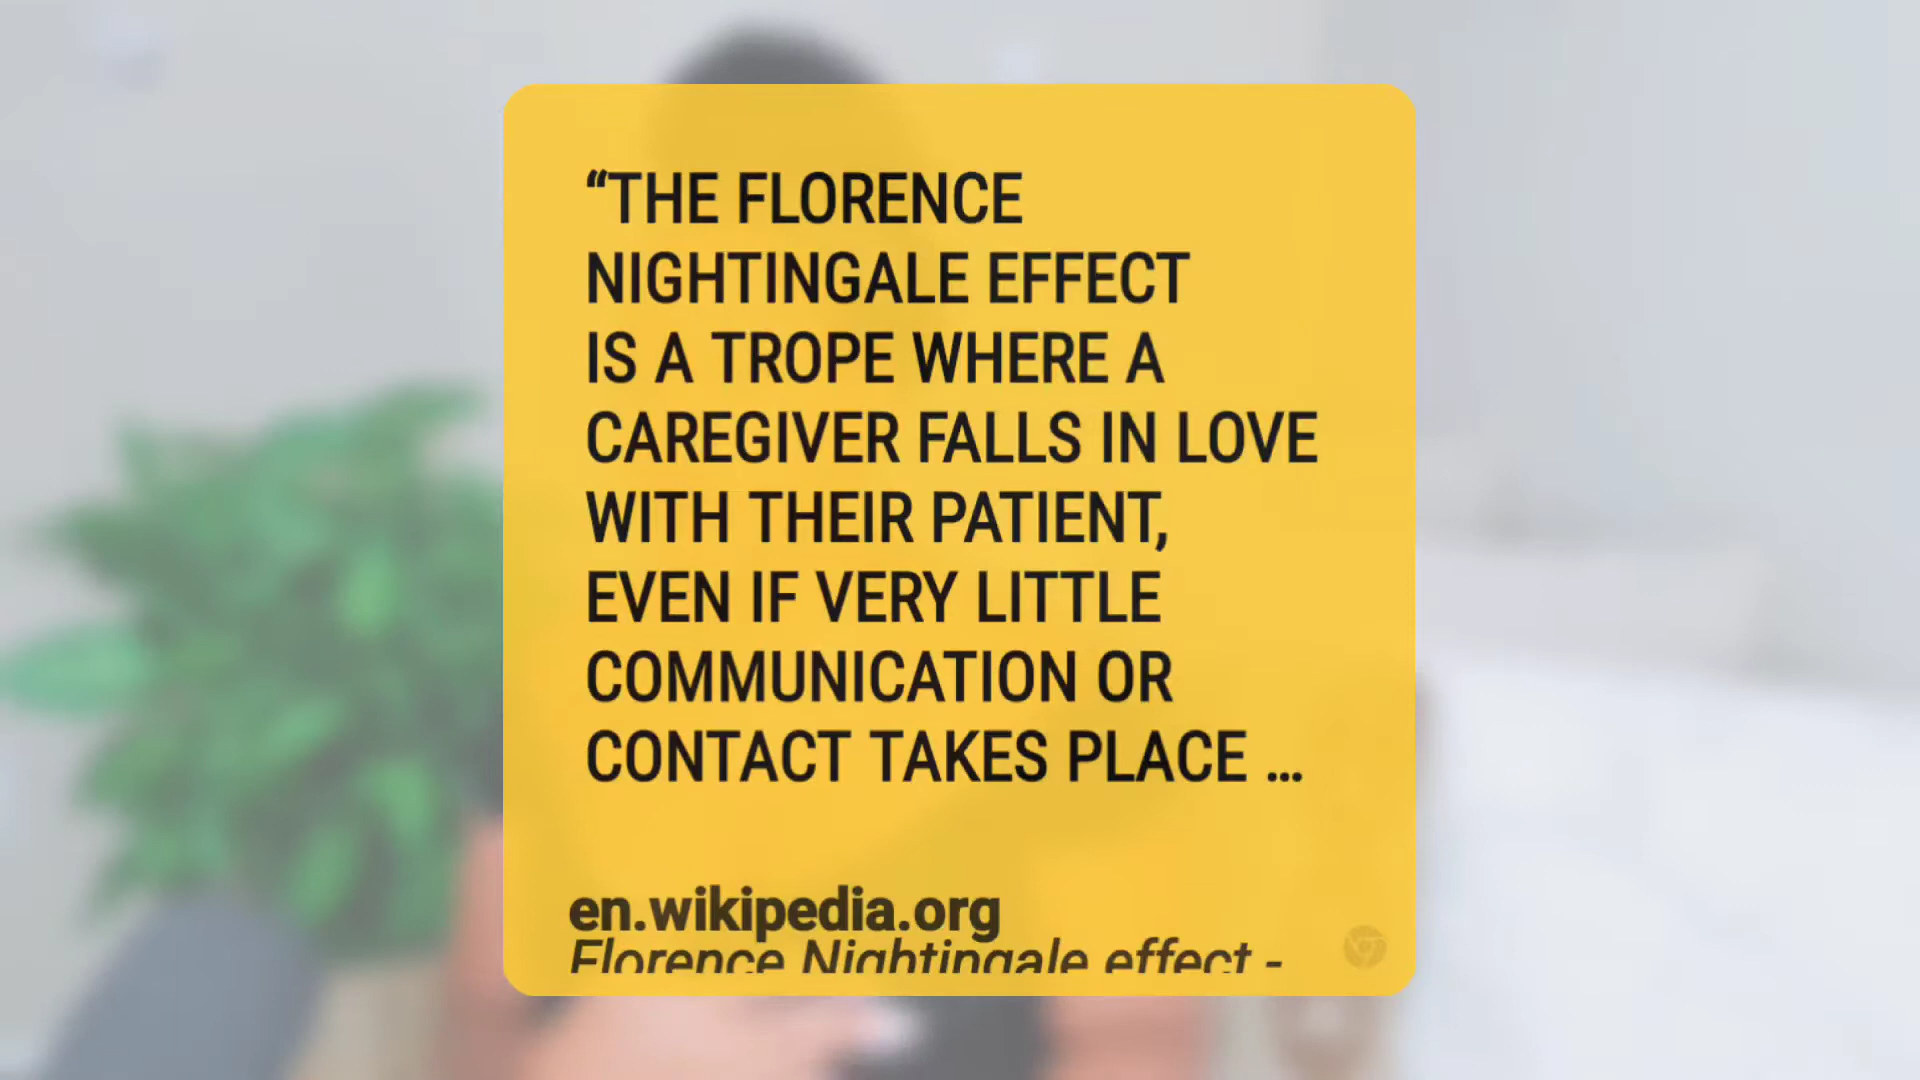 “THE FLORENCE
NIGHTINGALE EFFECT
IS A TROPE WHERE A
CAREGIVER FALLS IN LOVE
WITH THEIR PATIENT,
EVEN IF VERY LITTLE
COMMUNICATION OR
CONTACT TAKES PLACE ...
en.wikipedia.org
Florence Nightingale effect -